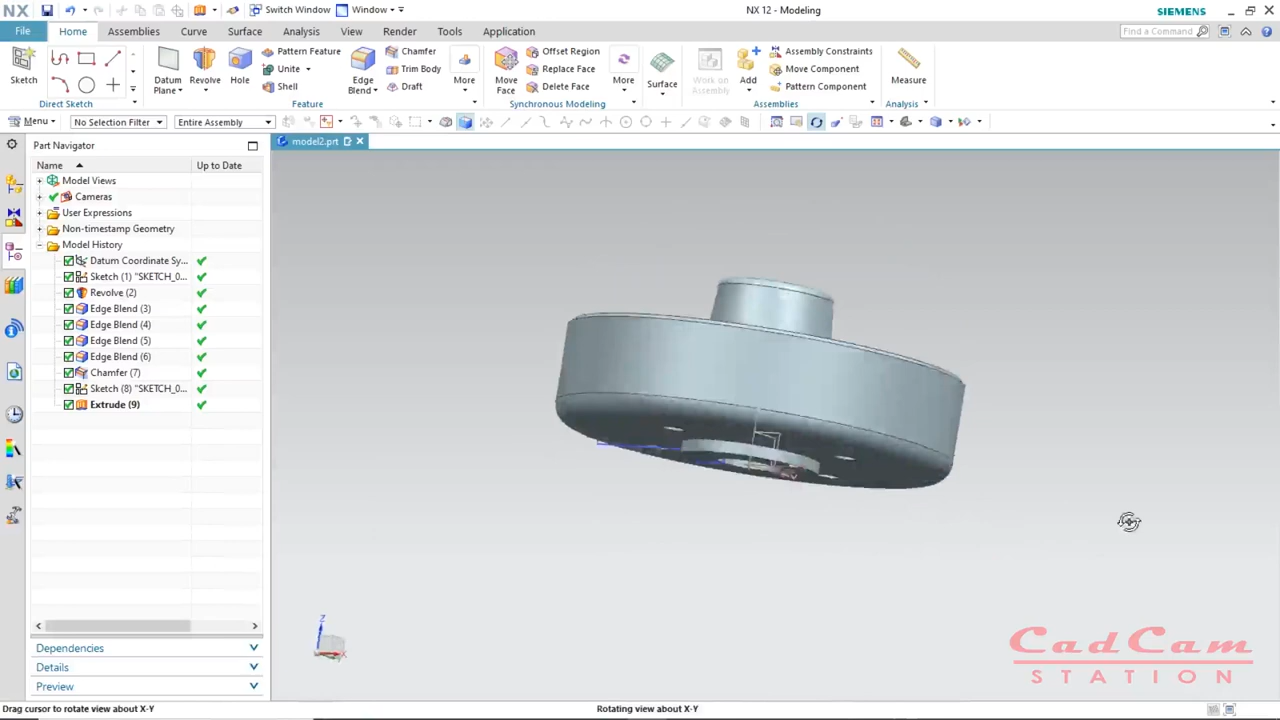 NX Switch Window Window NX 12 - Modeling SIEMENS
File Home Assemblies Curve Surface Analysis View Render Tools Application Find a Command
Sketch
Direct Sketch
Datum Plane Revolve Hole Pattern Feature Unite Shell Edge Blend Chamfer Trim Body Draft More
Feature
Move Face Offset Region Replace Face Delete Face More
Synchronous Modeling
Surface
Work on Assembly Add Assembly Constraints Move Component Pattern Component
Assemblies
Measure
Analysis
Menu No Selection Filter Entire Assembly
Part Navigator
model2.prt
Name Up to Date
Model Views
Cameras
User Expressions
Non-timestamp Geometry
Model History
Datum Coordinate Sy...
Sketch (1) "SKETCH_0...
Revolve (2)
Edge Blend (3)
Edge Blend (4)
Edge Blend (5)
Edge Blend (6)
Chamfer (7)
Sketch (8) "SKETCH_0...
Extrude (9)
Dependencies
Details
Preview
Z
CadCam
STATION
Drag cursor to rotate view about X-Y Rotating view about X-Y